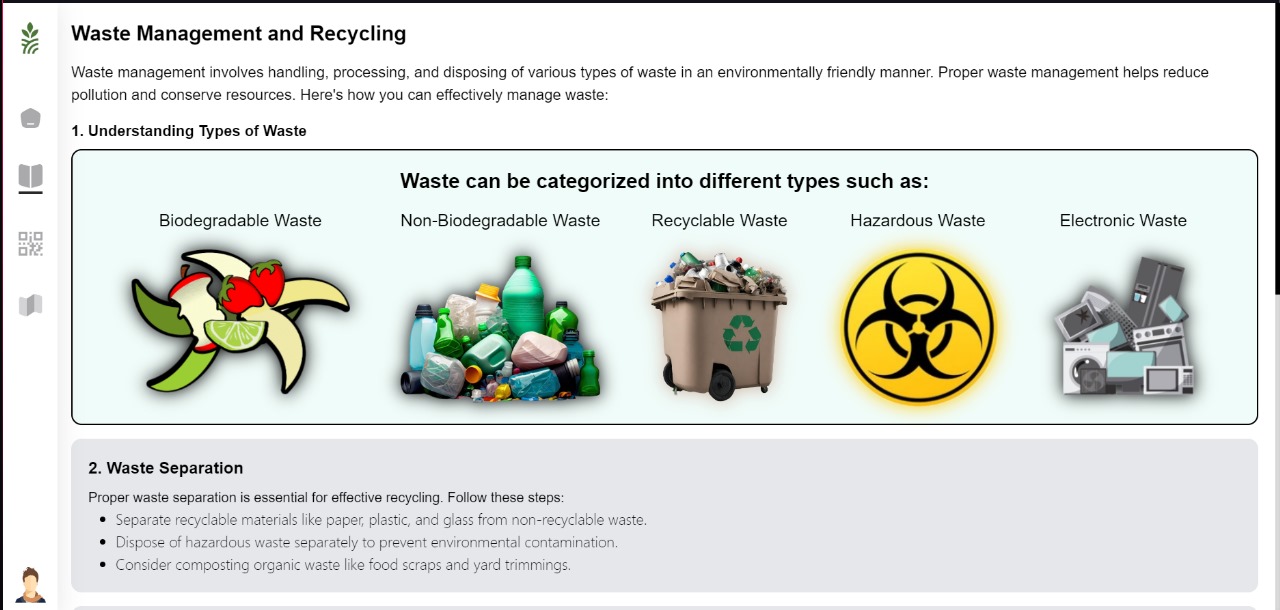 Waste Management and Recycling
Waste management involves handling, processing, and disposing of various types of waste in an environmentally friendly manner. Proper waste management helps reduce
pollution and conserve resources. Here's how you can effectively manage waste:
1. Understanding Types of Waste
Waste can be categorized into different types such as:
Biodegradable Waste
Non-Biodegradable Waste
Recyclable Waste
Hazardous Waste
Electronic Waste
2. Waste Separation
Proper waste separation is essential for effective recycling. Follow these steps:
Separate recyclable materials like paper, plastic, and glass from non-recyclable waste.
Dispose of hazardous waste separately to prevent environmental contamination.
Consider composting organic waste like food scraps and yard trimmings.